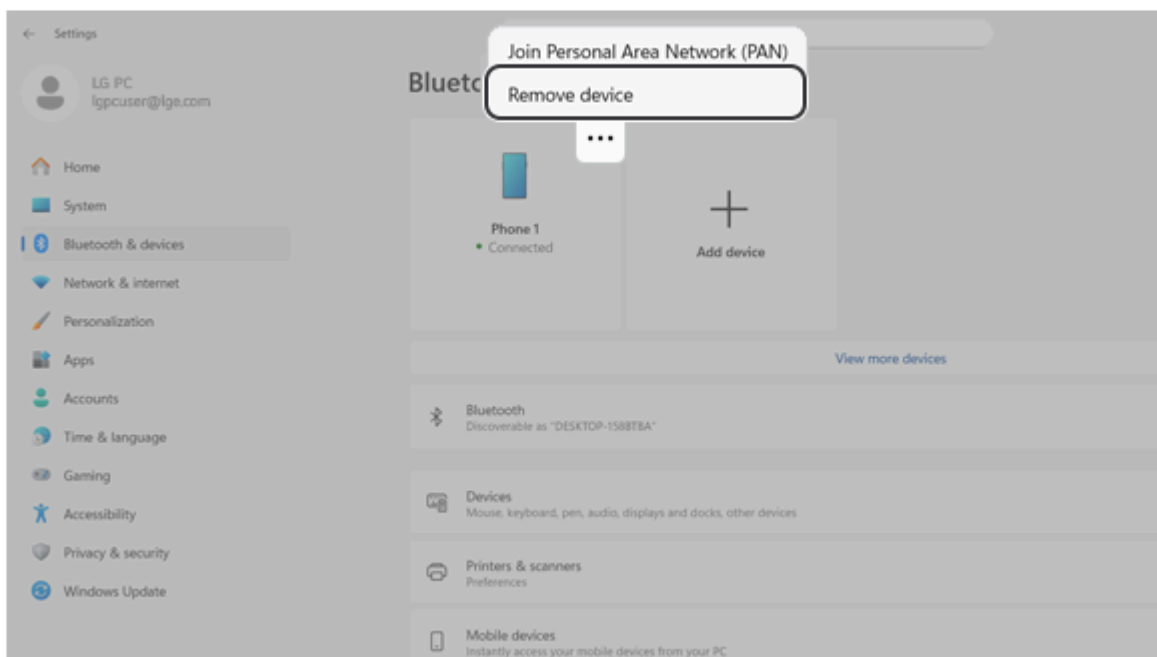 ← Settings
LG PC
lgpcuser@lge.com
Home
System
Bluetooth & devices
Network & internet
Personalization
Apps
Accounts
Time & language
Gaming
Accessibility
Privacy & security
Windows Update
Join Personal Area Network (PAN)
Remove device
•••
Phone 1
• Connected
Add device
View more devices
Bluetooth
Discoverable as "DESKTOP-1588TBA"
Devices
Mouse, keyboard, pen, audio, displays and docks, other devices
Printers & scanners
Preferences
Mobile devices
Instantly access your mobile devices from your PC